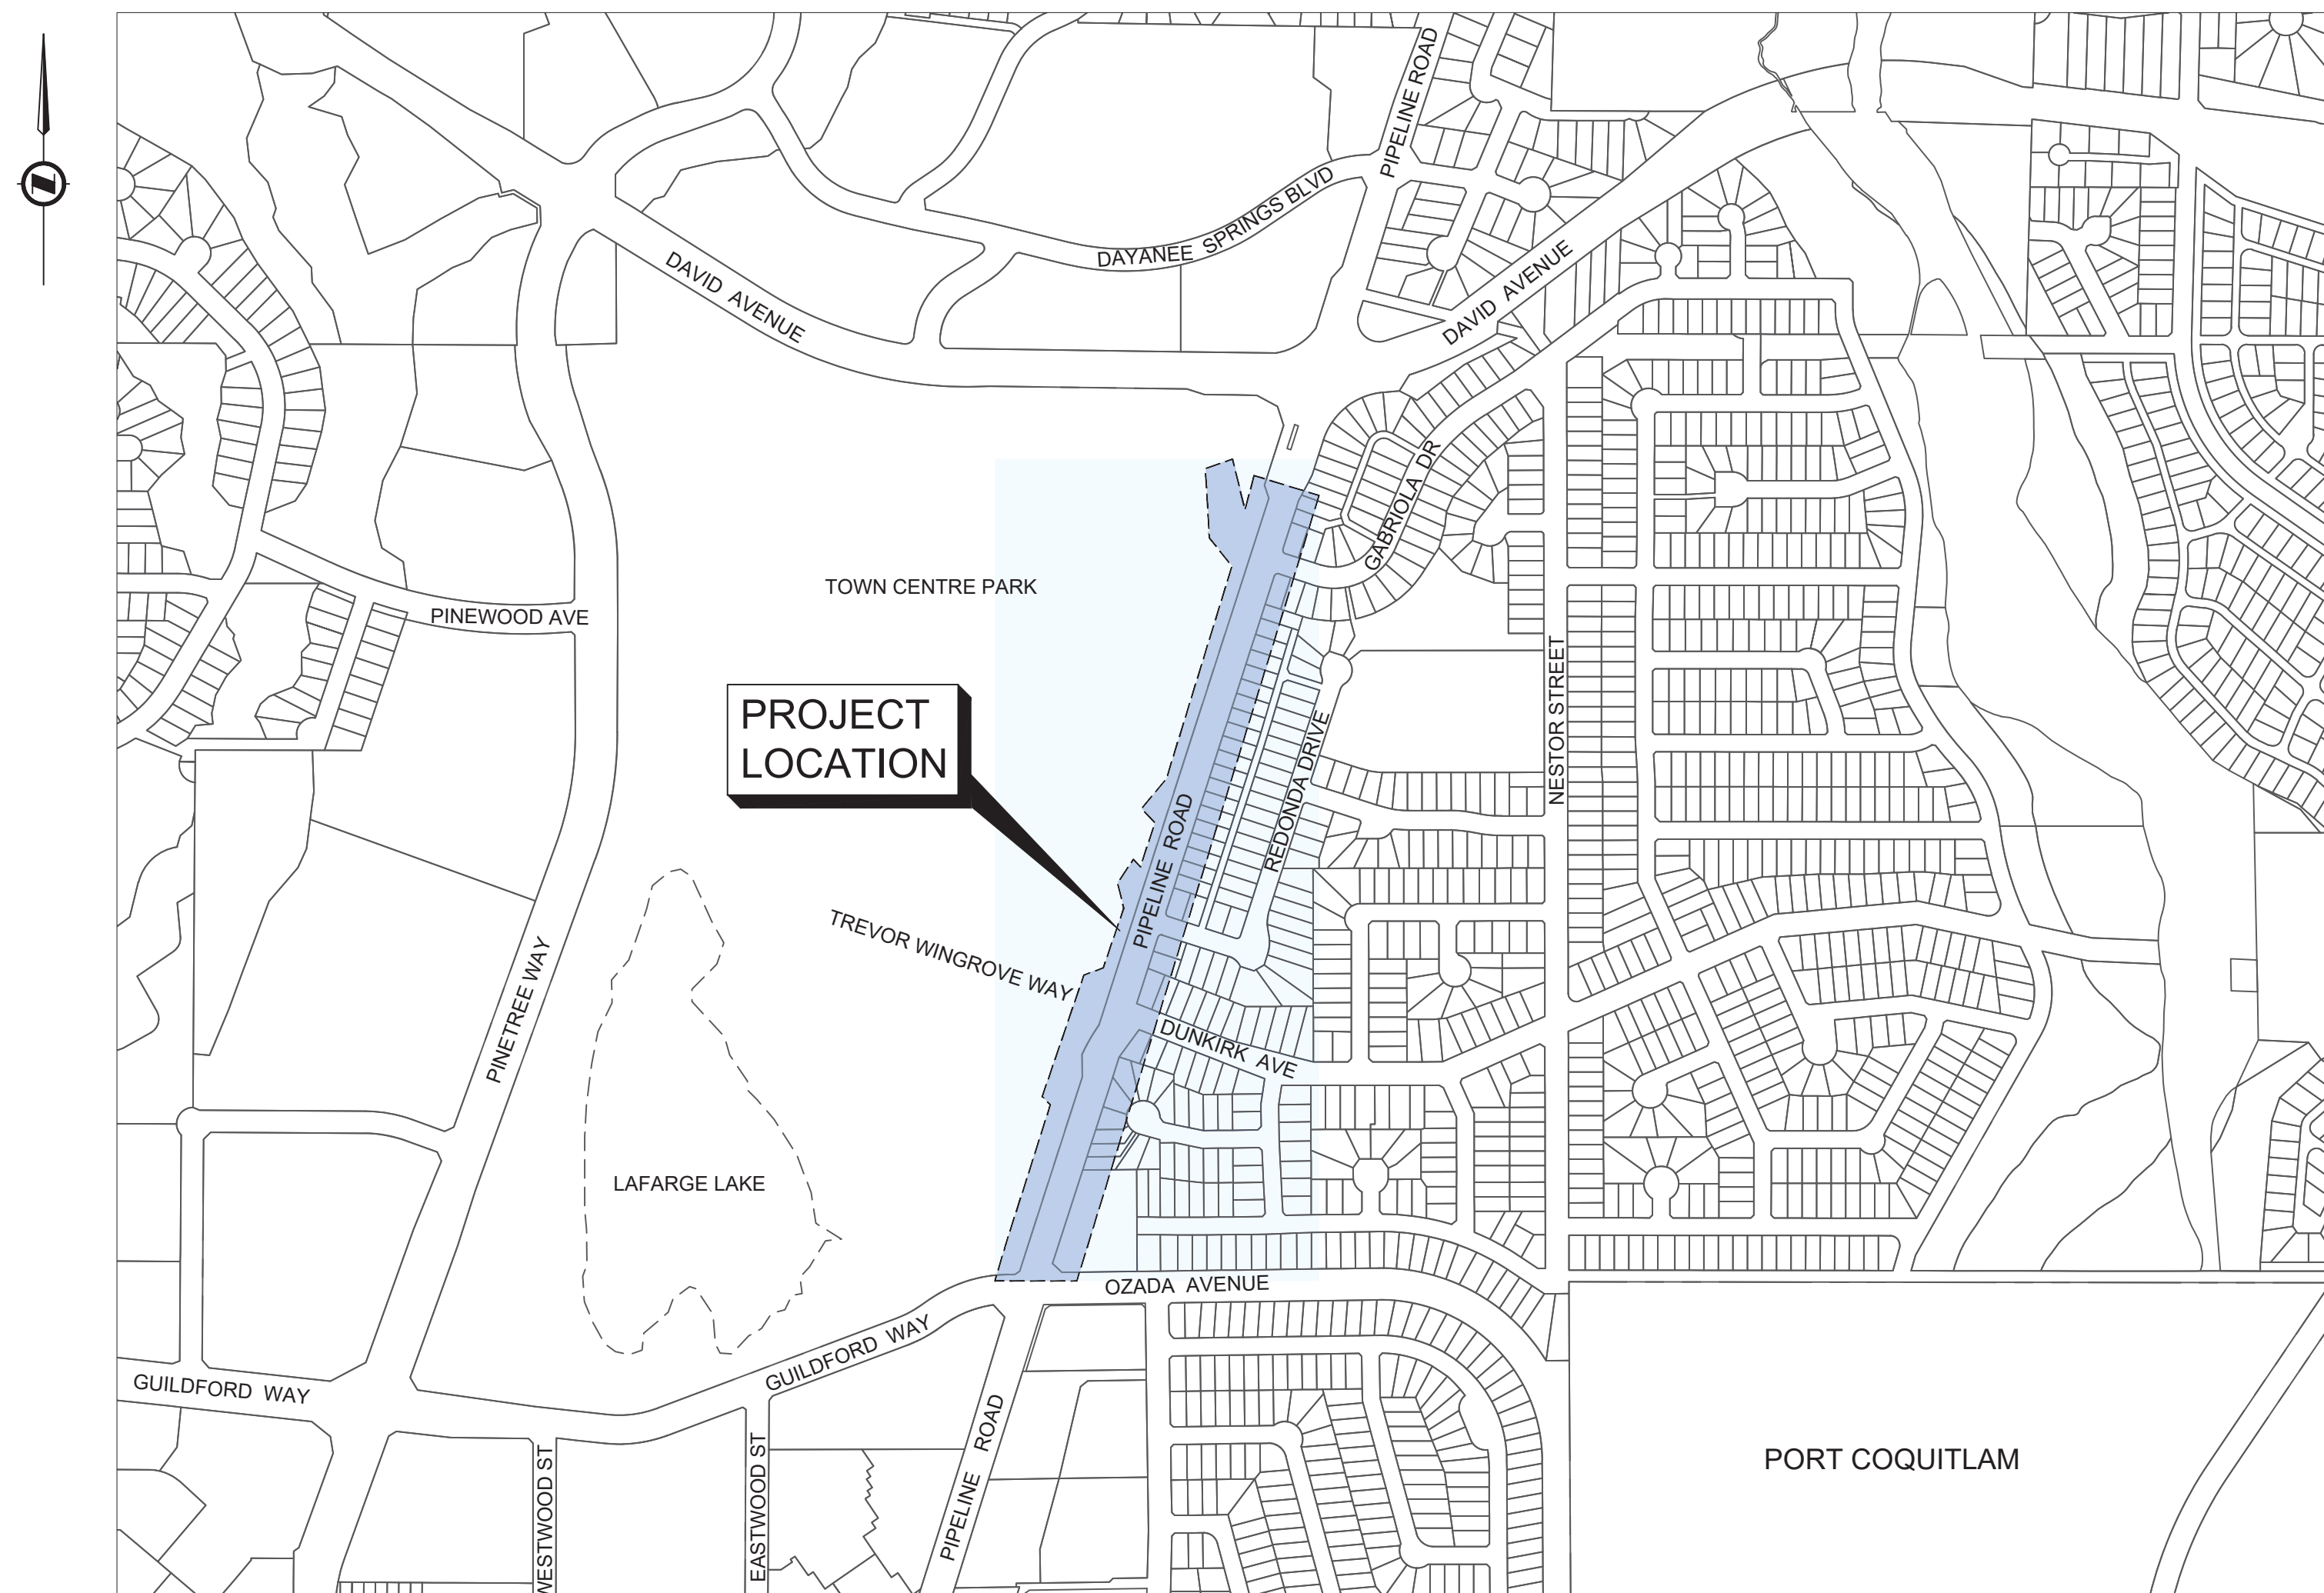 PIPELINE ROAD
DAYANEE SPRINGS BLVD
DAVID AVENUE
DAVID AVENUE
GABRIOLA DR
TOWN CENTRE PARK
PINEWOOD AVE
PROJECT
LOCATION
NESTOR STREET
REDONDA DRIVE
PIPELINE ROAD
TREVOR WINGROVE WAY
PINETREE WAY
DUNKIRK AVE
LAFARGE LAKE
OZADA AVENUE
GUILDFORD WAY
GUILDFORD WAY
PIPELINE ROAD
EASTWOOD ST
WESTWOOD ST
PORT COQUITLAM